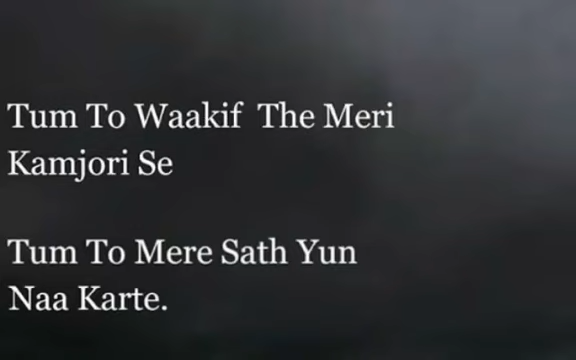 Tum To Waakif The Meri
Kamjori Se
Tum To Mere Sath Yun
Naa Karte.